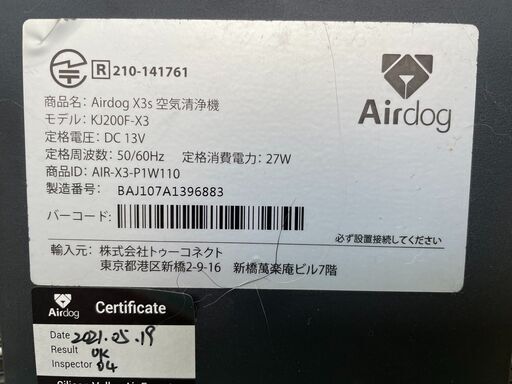 R 210-141761
商品名: Airdog X3s 空気清浄機
モデル: KJ200F-X3
定格電圧: DC 13V
定格周波数: 50/60Hz 定格消費電力: 27W
商品ID: AIR-X3-P1W110
製造番号: BAJ107A1396883
バーコード:
Airdog
必ず設置接続してください
輸入元: 株式会社トゥーコネクト
東京都港区新橋2-9-16 新橋萬楽庵ビル7階
Airdog
Certificate
Date 2021.05.19
Result OK
Inspector 04